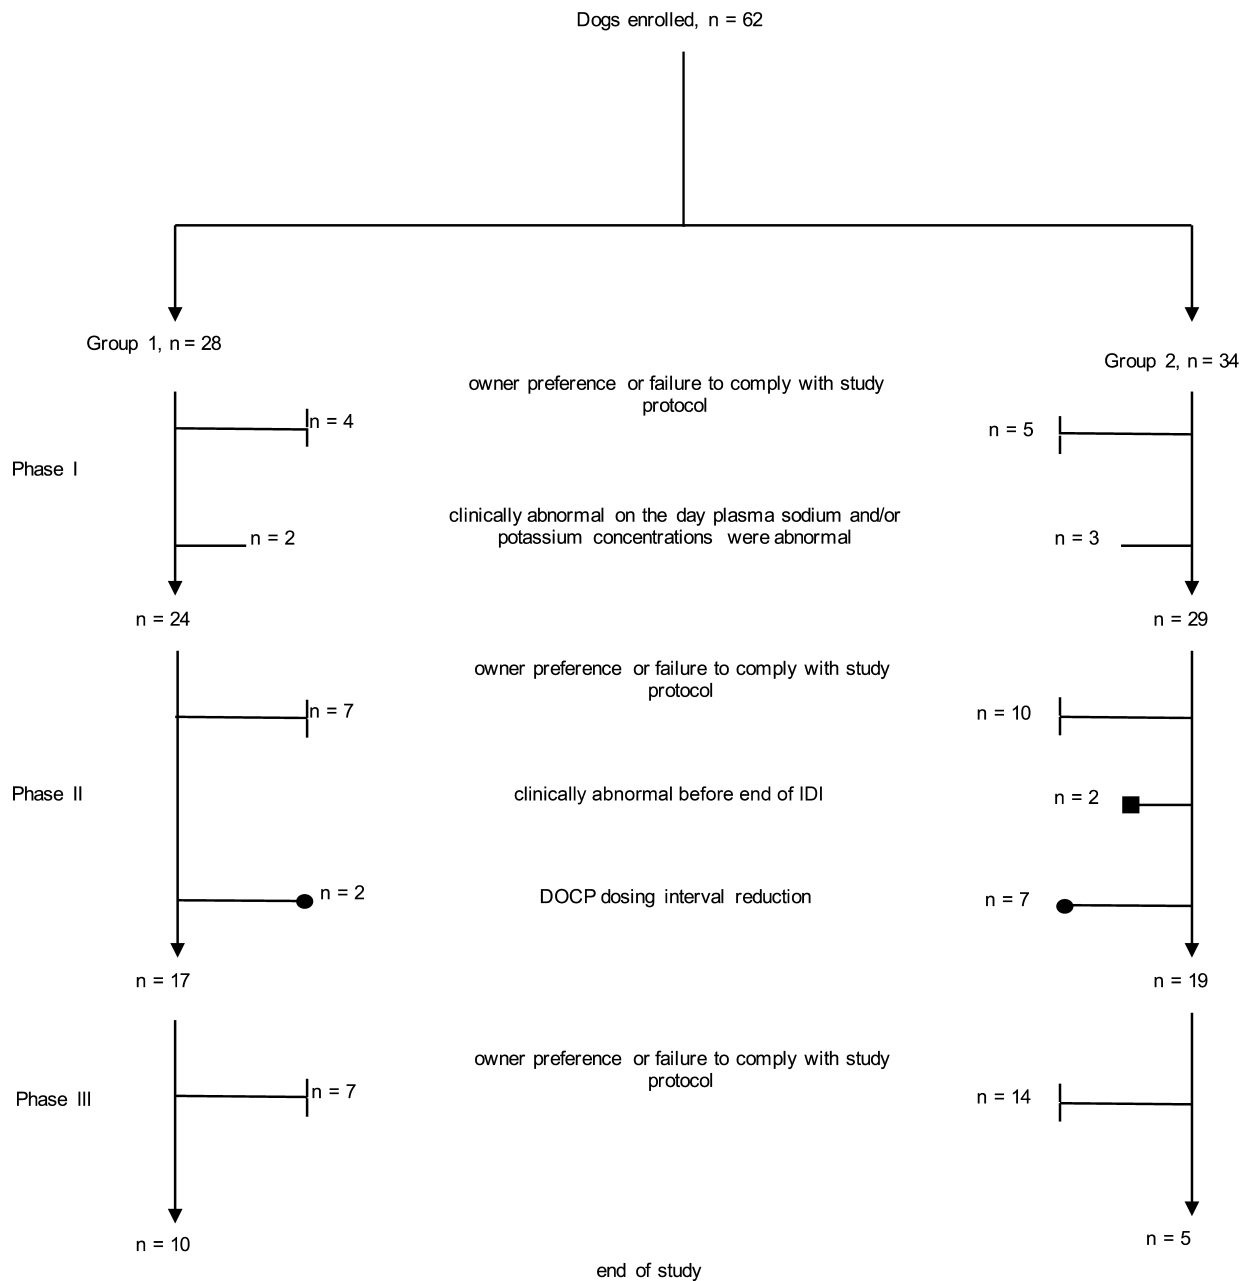 Dogs enrolled, n = 62
Group 1, n = 28
Group 2, n = 34
owner preference or failure to comply with study
protocol
n = 4
n = 5
Phase I
clinically abnormal on the day plasma sodium and/or
potassium concentrations were abnormal
n = 2
n = 3
n = 24
n = 29
owner preference or failure to comply with study
protocol
n = 7
n = 10
Phase II
clinically abnormal before end of IDI
n = 2
n = 2
DOCP dosing interval reduction
n = 7
n = 17
n = 19
owner preference or failure to comply with study
protocol
n = 7
n = 14
Phase III
n = 10
n = 5
end of study